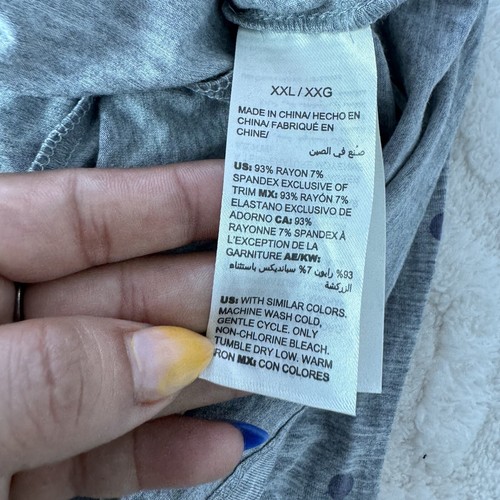 XXL / XXG
MADE IN CHINA/ HECHO EN
CHINA/ FABRIQUÉ EN
CHINE/
صُنع في الصين
US: 93% RAYON 7%
SPANDEX EXCLUSIVE OF
TRIM MX: 93% RAYÓN 7%
ELASTANO EXCLUSIVO DE
ADORNO CA: 93%
RAYONNE 7% SPANDEX À
L'EXCEPTION DE LA
GARNITURE AE/KW:
93% رايون 7% سبانديكس باستثناء
الزركشة
US: WITH SIMILAR COLORS.
MACHINE WASH COLD,
GENTLE CYCLE. ONLY
NON-CHLORINE BLEACH.
TUMBLE DRY LOW. WARM
RON MX: CON COLORES